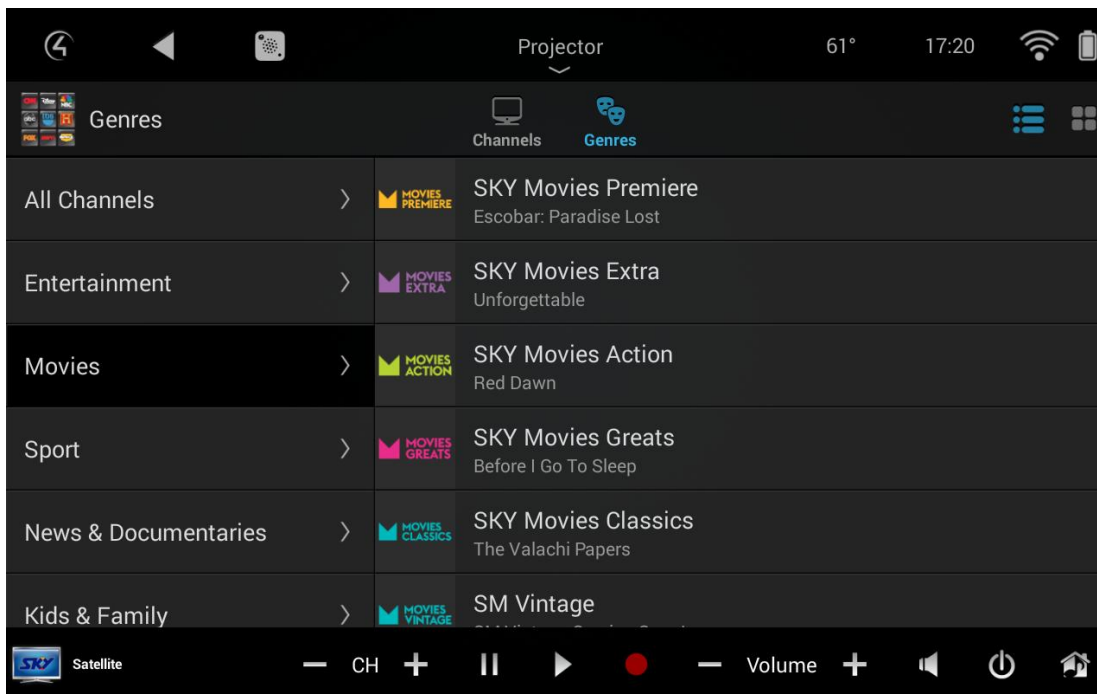 Projector
61°
17:20
Genres
Channels
Genres
All Channels
Entertainment
Movies
Sport
News & Documentaries
Kids & Family
MOVIES
PREMIERE
SKY Movies Premiere
Escobar: Paradise Lost
MOVIES
EXTRA
SKY Movies Extra
Unforgettable
MOVIES
ACTION
SKY Movies Action
Red Dawn
MOVIES
GREATS
SKY Movies Greats
Before I Go To Sleep
MOVIES
CLASSICS
SKY Movies Classics
The Valachi Papers
MOVIES
VINTAGE
SM Vintage
SKY
Satellite
CH
Volume